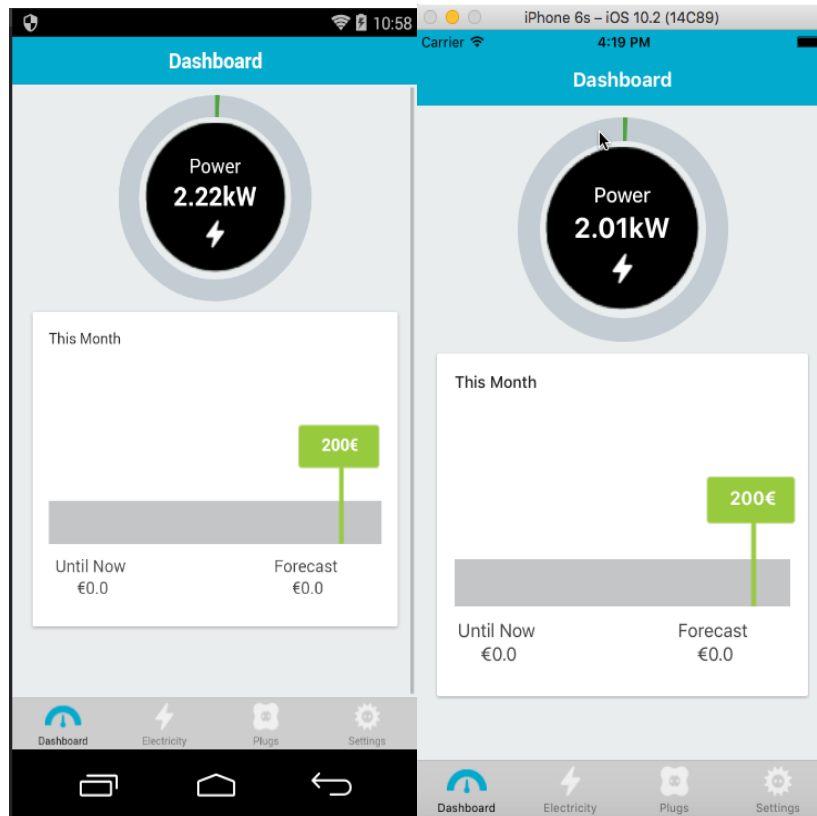 10:58
Dashboard
Power
2.22kW
This Month
200€
Until Now
Forecast
€0.0
€0.0
Dashboard
Electricity
Plugs
Settings
iPhone 6s – iOS 10.2 (14C89)
Carrier
4:19 PM
Dashboard
Power
2.01kW
This Month
200€
Until Now
Forecast
€0.0
€0.0
Dashboard
Electricity
Plugs
Settings